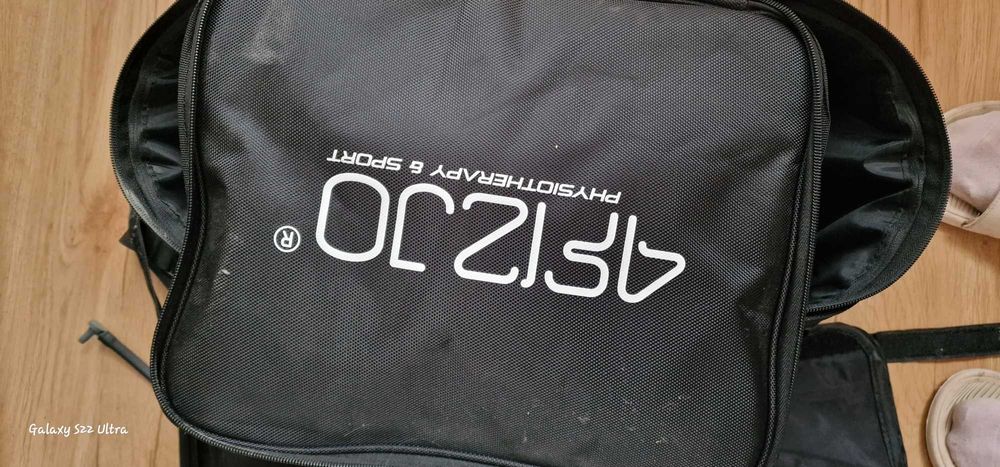 4FIZJO®
PHYSIOTHERAPY & SPORT
Galaxy S22 Ultra